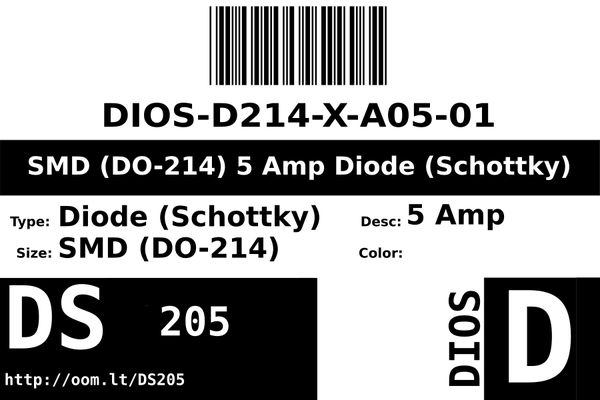 DIOS-D214-X-A05-01
SMD (DO-214) 5 Amp Diode (Schottky)
Type: Diode (Schottky)
Desc: 5 Amp
Size: SMD (DO-214)
Color:
DS
205
http://oom.lt/DS205
DIOS
D